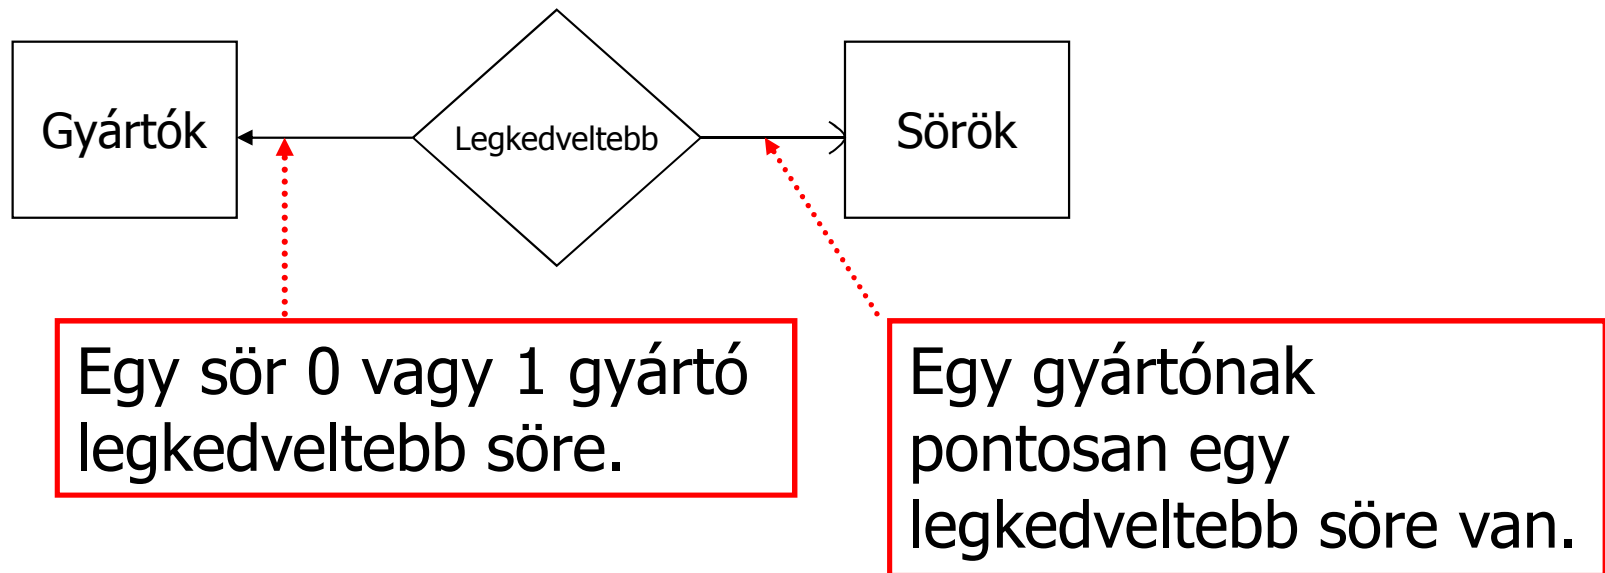 Gyártók
Legkedveltebb
Sörök
Egy sör 0 vagy 1 gyártó
legkedveltebb söre.
Egy gyártónak
pontosan egy
legkedveltebb söre van.